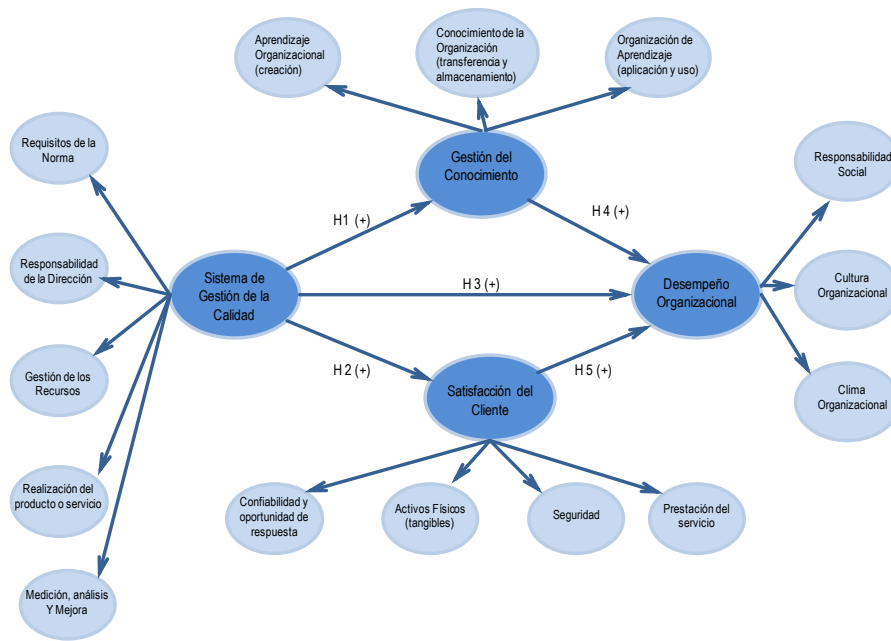 Aprendizaje
Organizacional
(creación)
Conocimiento de la
Organización
(transferencia y
almacenamiento)
Organización de
Aprendizaje
(aplicación y uso)
Requisitos de la
Norma
Gestión del
Conocimiento
Responsabilidad
Social
H1 (+)
H4 (+)
Responsabilidad
de la Dirección
Sistema de
Gestión de la
Calidad
H3 (+)
Desempeño
Organizacional
Cultura
Organizacional
Gestión de los
Recursos
H2 (+)
Satisfacción del
Cliente
H5 (+)
Clima
Organizacional
Realización del
producto o servicio
Confiabilidad y
oportunidad de
respuesta
Activos Físicos
(tangibles)
Seguridad
Prestación del
servicio
Medición, análisis
Y Mejora